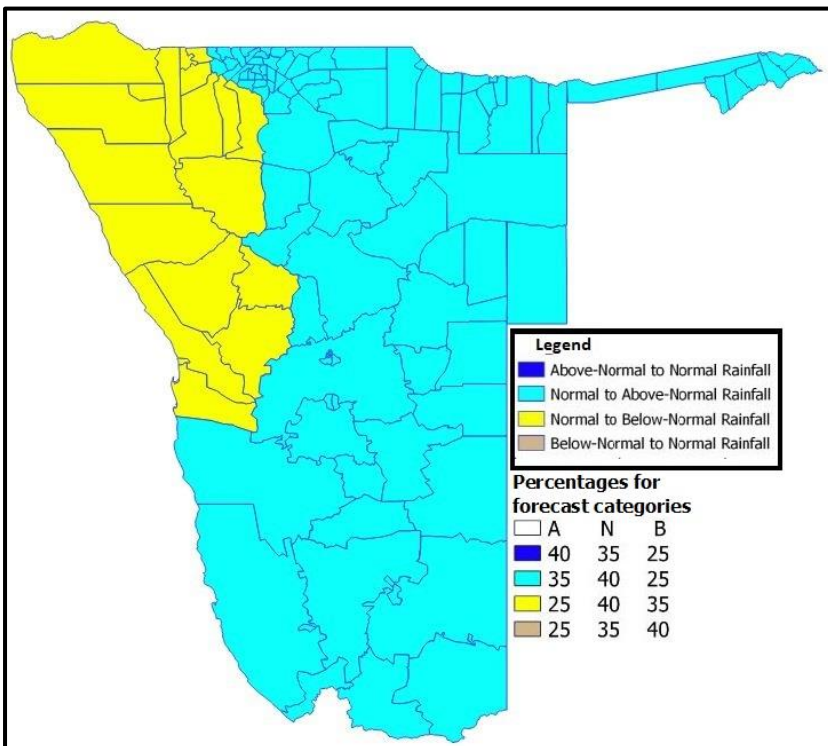 Legend
Above-Normal to Normal Rainfall
Normal to Above-Normal Rainfall
Normal to Below-Normal Rainfall
Below-Normal to Normal Rainfall
Percentages for
forecast categories
A N B
40 35 25
35 40 25
25 40 35
25 35 40